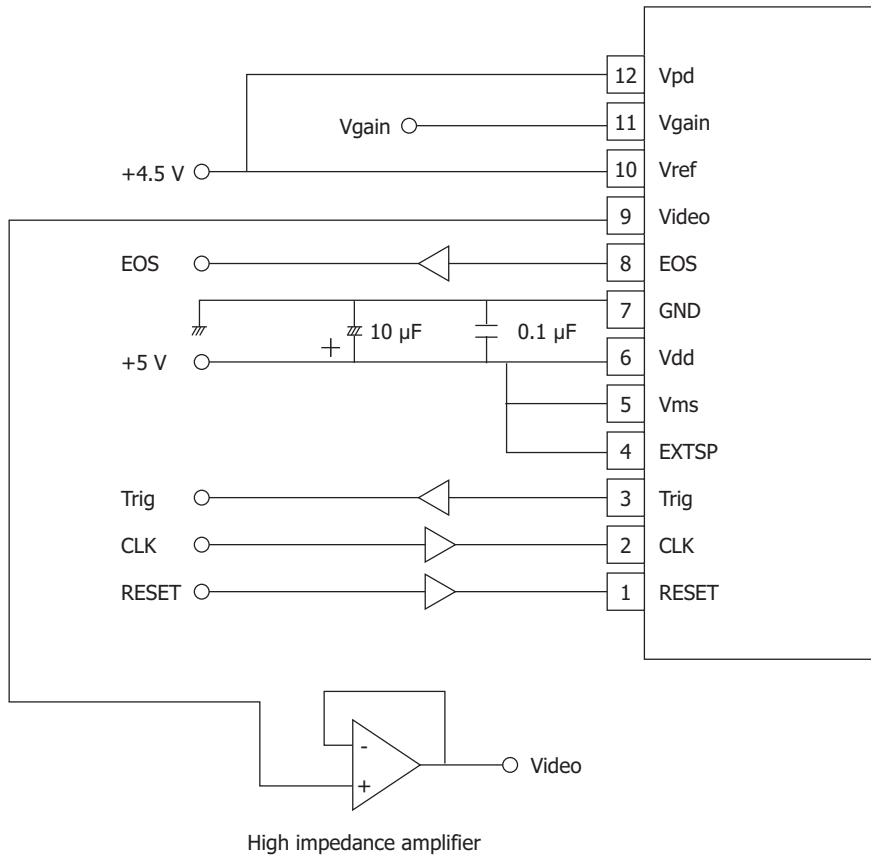 12 Vpd
Vgain 11 Vgain
+4.5 V 10 Vref
9 Video
EOS 8 EOS
7 GND
10 µF 0.1 µF
+
+5 V 6 Vdd
5 Vms
4 EXTSP
Trig 3 Trig
CLK 2 CLK
RESET 1 RESET
-
+
Video
High impedance amplifier